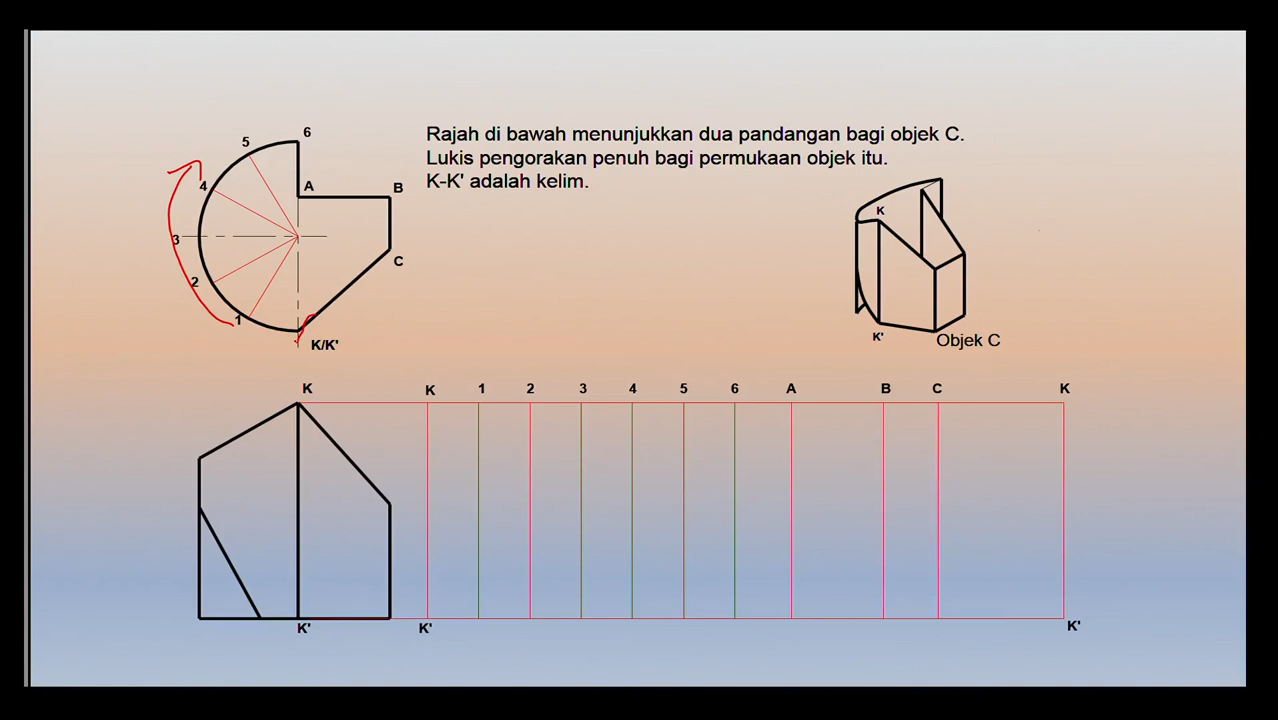 Rajah di bawah menunjukkan dua pandangan bagi objek C.
Lukis pengorakan penuh bagi permukaan objek itu.
K-K' adalah kelim.
6
5
4
A
B
3
C
2
1
K/K'
K
K'
Objek C
K
K 1 2 3 4 5 6 A B C K
K'
K'
K'